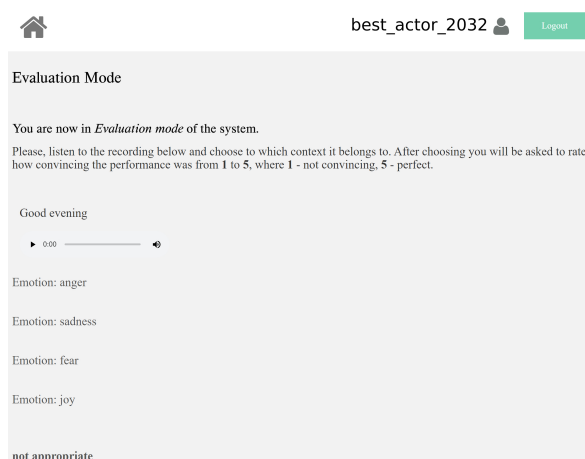 best_actor_2032
Logout
Evaluation Mode
You are now in Evaluation mode of the system.
Please, listen to the recording below and choose to which context it belongs to. After choosing you will be asked to rate
how convincing the performance was from 1 to 5, where 1 - not convincing, 5 - perfect.
Good evening
0:00
Emotion: anger
Emotion: sadness
Emotion: fear
Emotion: joy
not appropriate